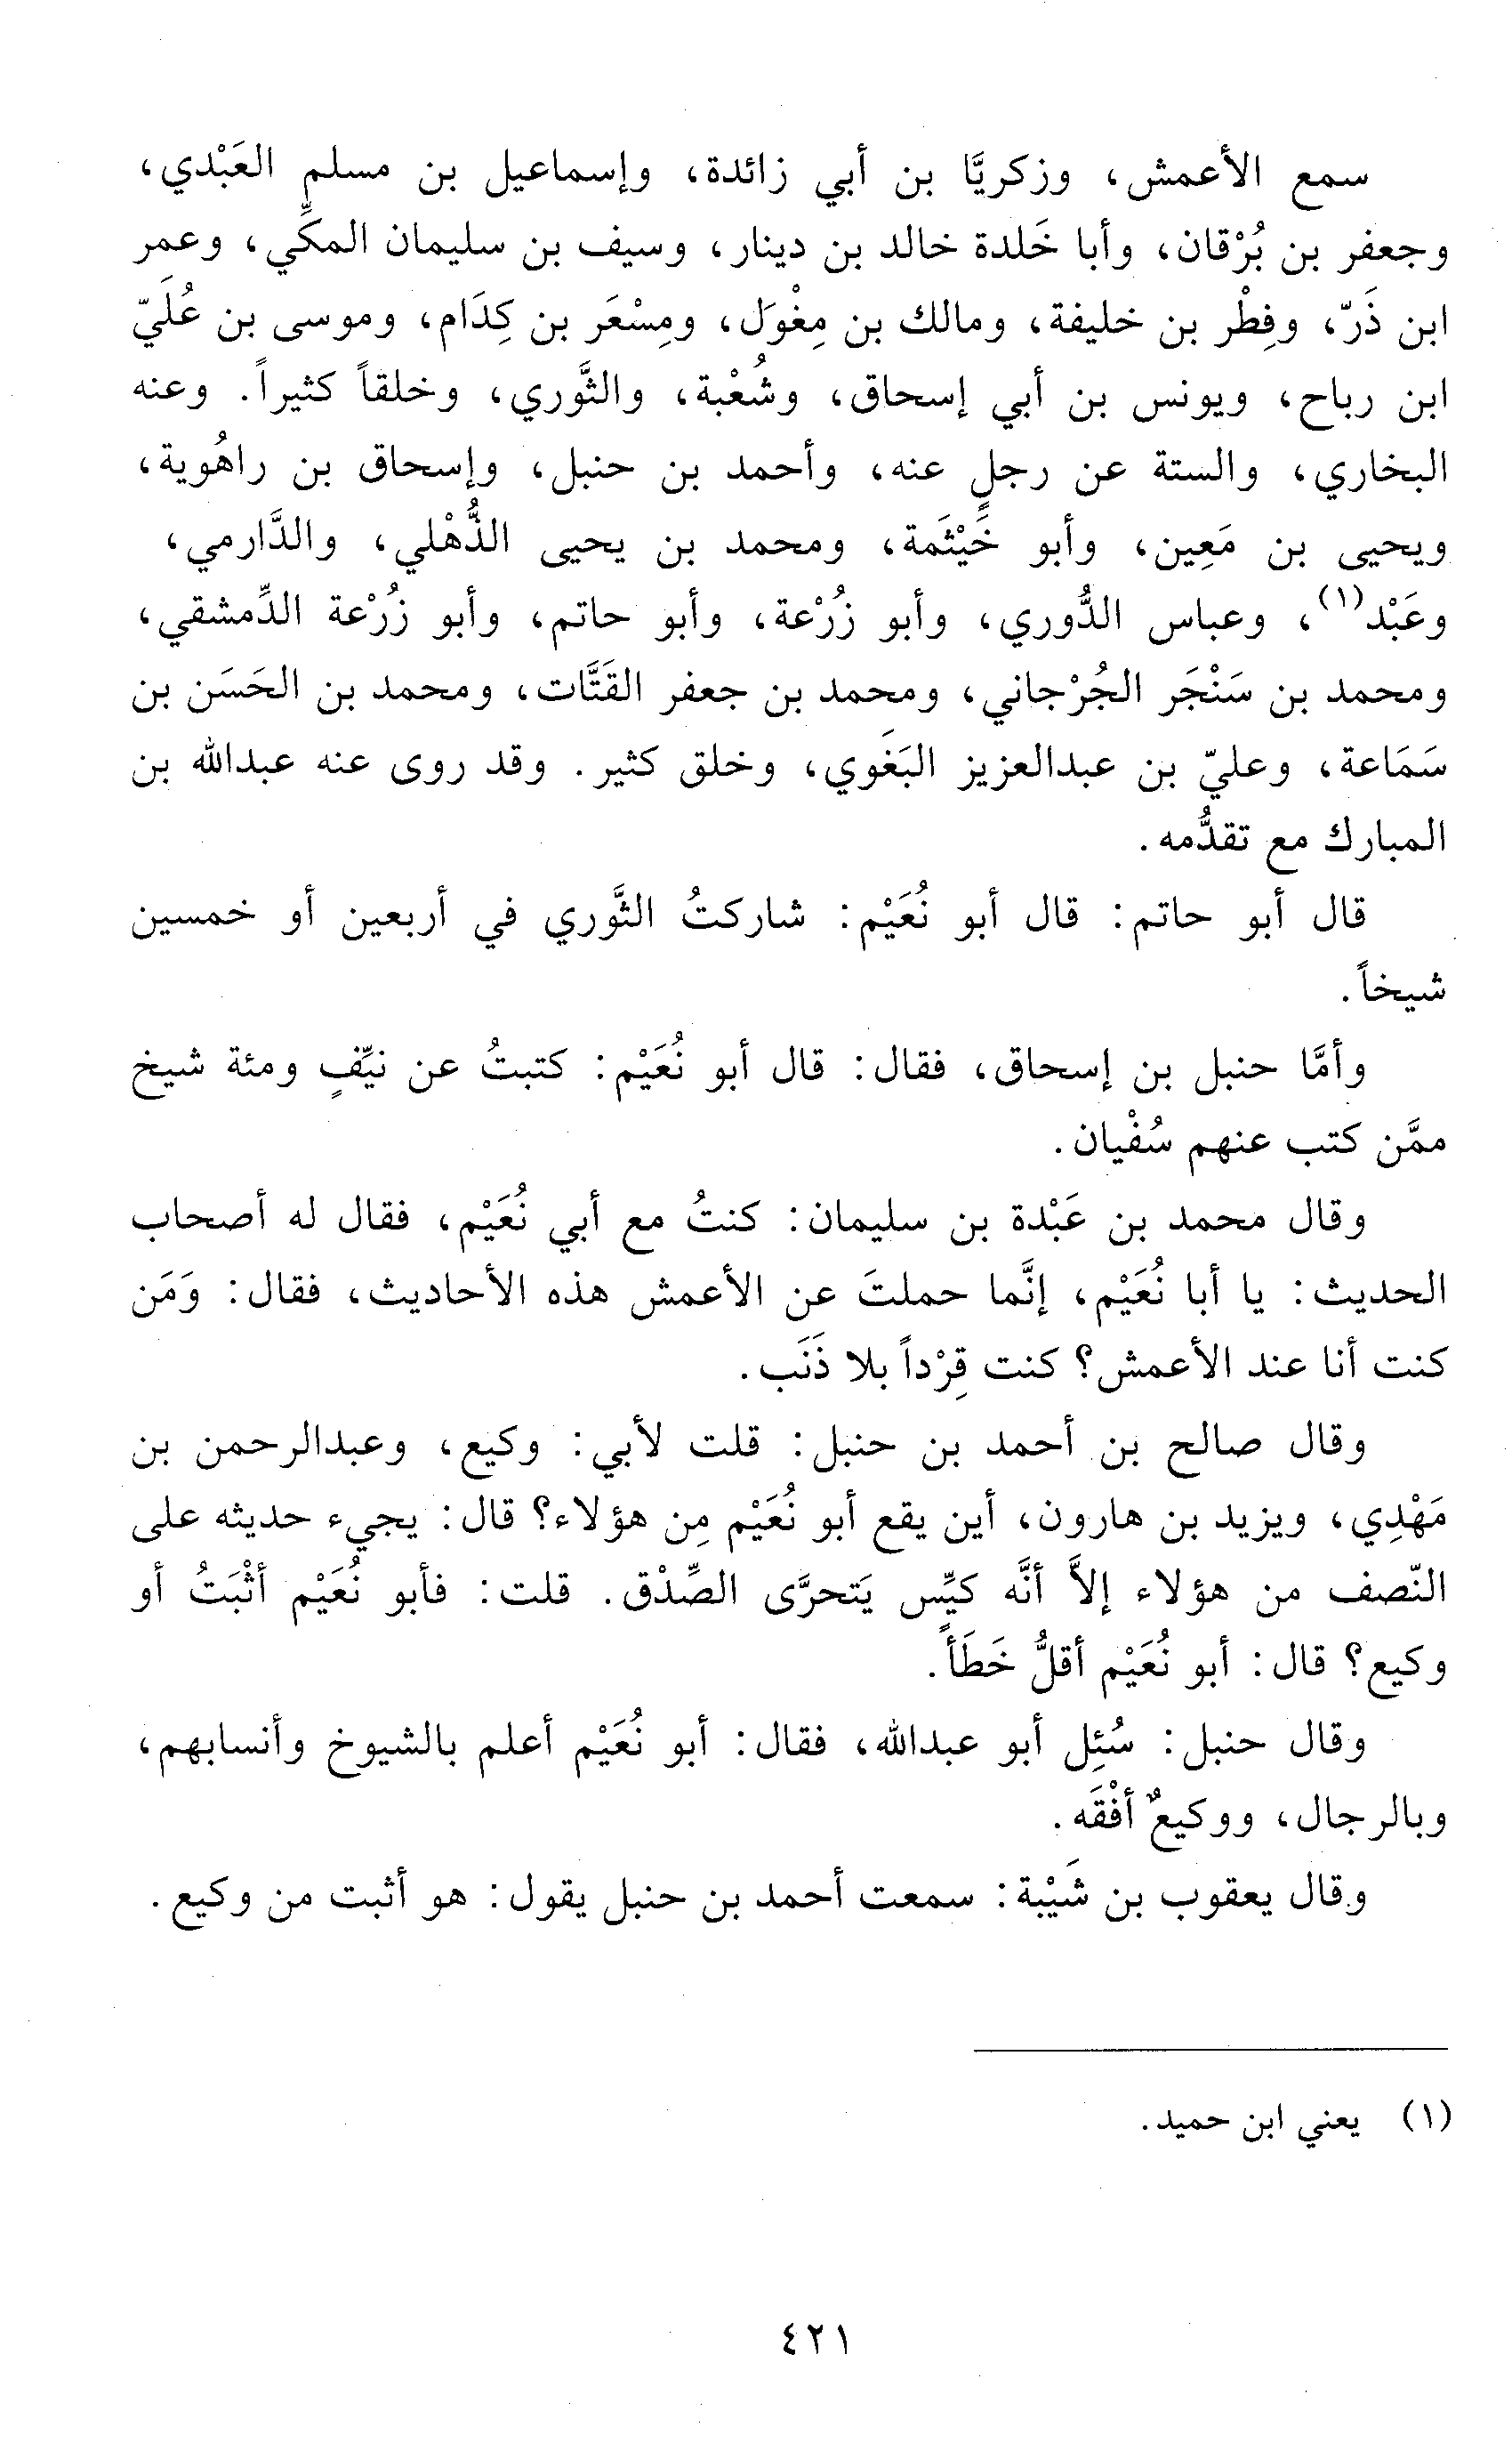 سمع الأعمش، وزكريَّا بن أبي زائدة، وإسماعيل بن مسلمٍ العَبْدي،
وجعفر بن بُرْقان، وأبا خَلدة خالد بن دينار، وسيف بن سليمان المكِّي، وعمر
ابن ذَرّ، وفِطْر بن خليفة، ومالك بن مِغْوَل، ومِسْعَر بن كِدَام، وموسى بن عُلَيّ
ابن رباح، ويونس بن أبي إسحاق، وشُعْبة، والثَّوري، وخلقاً كثيراً. وعنه
البخاري، والستة عن رجلٍ عنه، وأحمد بن حنبل، وإسحاق بن راهُوية،
ويحيى بن مَعِين، وأبو خَيْثَمة، ومحمد بن يحيى الذُّهْلي، والدَّارمي،
وعَبْد(١)، وعباس الدُّوري، وأبو زُرْعة، وأبو حاتم، وأبو زُرْعة الدِّمشقي،
ومحمد بن سَنْجَر الجُرْجاني، ومحمد بن جعفر القَتَّات، ومحمد بن الحَسَن بن
سَمَاعة، وعليّ بن عبدالعزيز البَغَوي، وخلق كثير. وقد روى عنه عبدالله بن
المبارك مع تقدُّمه.
قال أبو حاتم: قال أبو نُعَيْم: شاركتُ الثَّوري في أربعين أو خمسين
شيخاً.
وأمَّا حنبل بن إسحاق، فقال: قال أبو نُعَيْم: كتبتُ عن نيِّفٍ ومئة شيخ
ممَّن كتب عنهم سُفْيان.
وقال محمد بن عَبْدة بن سليمان: كنتُ مع أبي نُعَيْم، فقال له أصحاب
الحديث: يا أبا نُعَيْم، إنَّما حملتَ عن الأعمش هذه الأحاديث، فقال: وَمَن
كنت أنا عند الأعمش؟ كنت قِرْداً بلا ذَنَب.
وقال صالح بن أحمد بن حنبل: قلت لأبي: وكيع، وعبدالرحمن بن
مَهْدِي، ويزيد بن هارون، أين يقع أبو نُعَيْم مِن هؤلاء؟ قال: يجيء حديثه على
النّصف من هؤلاء إلاَّ أنَّه كيِّس يَتحرَّى الصِّدْق. قلت: فأبو نُعَيْم أثْبَتُ أو
وكيع؟ قال: أبو نُعَيْم أقلُّ خَطَأً.
وقال حنبل: سُئِل أبو عبدالله، فقال: أبو نُعَيْم أعلم بالشيوخ وأنسابهم،
وبالرجال، ووكيعٌ أفْقَه.
وقال يعقوب بن شَيْبة: سمعت أحمد بن حنبل يقول: هو أثبت من وكيع.
(١) يعني ابن حميد.
٤٢١